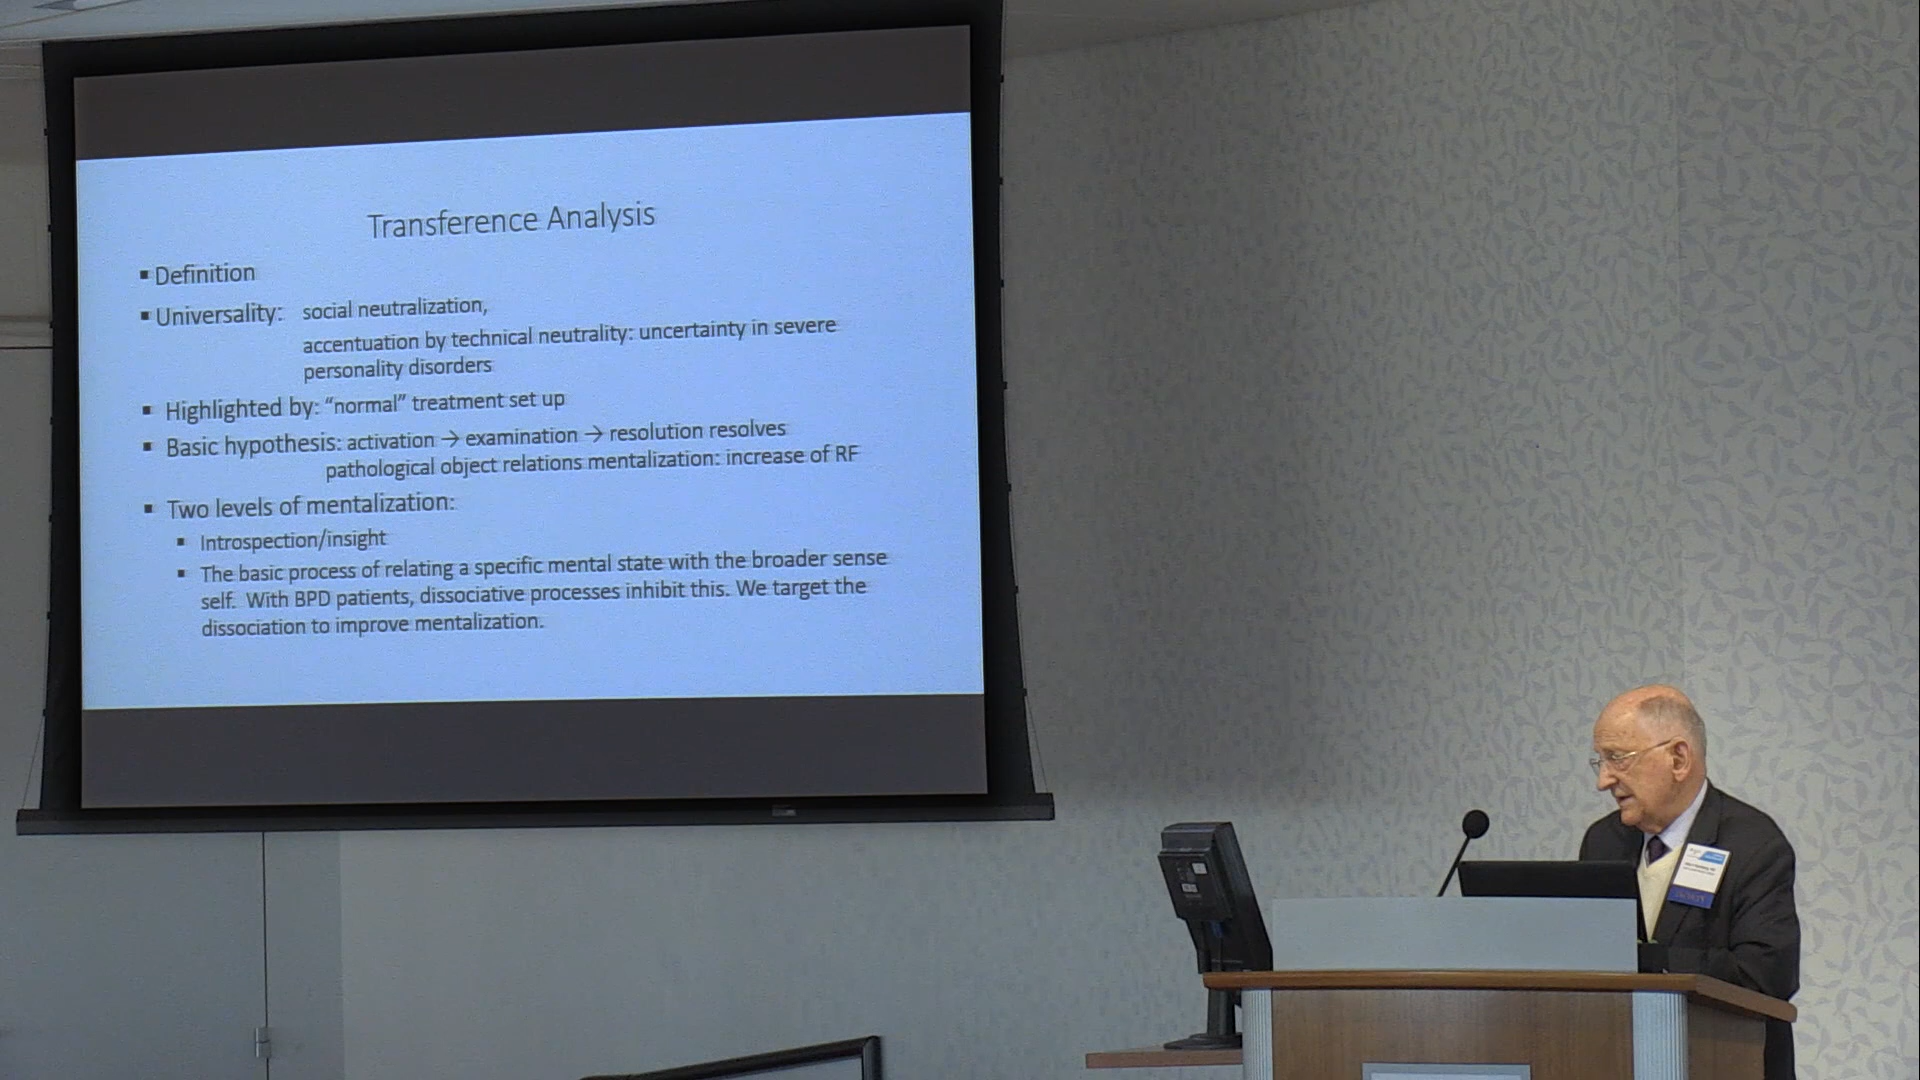 Transference Analysis
▪ Definition
▪ Universality: social neutralization,
accentuation by technical neutrality: uncertainty in severe
personality disorders
▪ Highlighted by: “normal” treatment set up
▪ Basic hypothesis: activation → examination → resolution resolves
pathological object relations mentalization: increase of RF
▪ Two levels of mentalization:
▪ Introspection/insight
▪ The basic process of relating a specific mental state with the broader sense
self. With BPD patients, dissociative processes inhibit this. We target the
dissociation to improve mentalization.